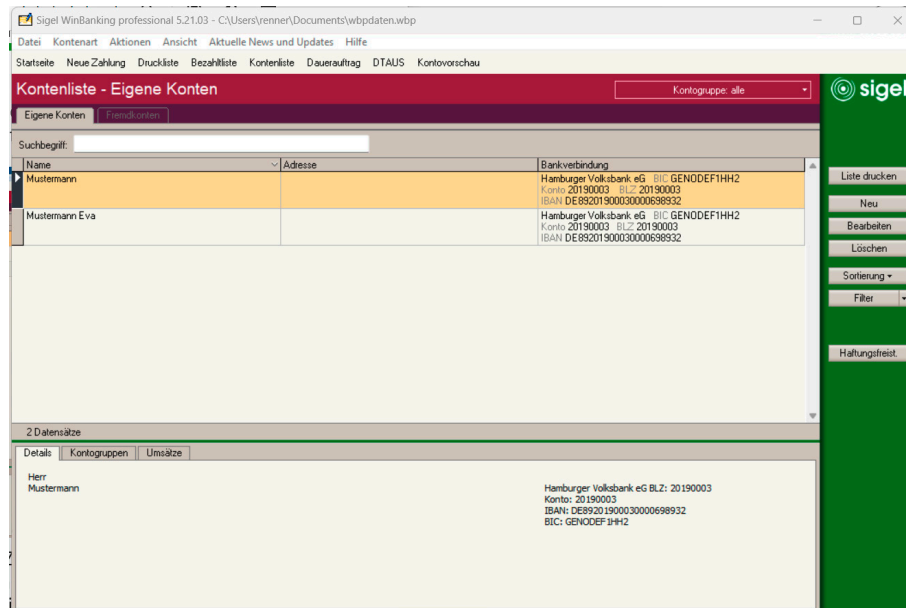 Sigel WinBanking professional 5.21.03 - C:\Users\renner\Documents\wbpdaten.wbp
Datei Kontenart Aktionen Ansicht Aktuelle News und Updates Hilfe
Startseite Neue Zahlung Druckliste Bezahltliste Kontenliste Dauerauftrag DTAUS Kontovorschau
Kontenliste - Eigene Konten
Kontogruppe: alle
sigel
Eigene Konten Fremdkonten
Suchbegriff:
Name Adresse Bankverbindung
Mustermann
Hamburger Volksbank eG BIC GENODEF1HH2
Konto 20190003 BLZ 20190003
IBAN DE89201900030000698932
Mustermann Eva
Hamburger Volksbank eG BIC GENODEF1HH2
Konto 20190003 BLZ 20190003
IBAN DE89201900030000698932
Liste drucken
Neu
Bearbeiten
Löschen
Sortierung
Filter
Haftungsfreist.
2 Datensätze
Details Kontogruppen Umsätze
Herr
Mustermann
Hamburger Volksbank eG BLZ: 20190003
Konto: 20190003
IBAN: DE89201900030000698932
BIC: GENODEF1HH2